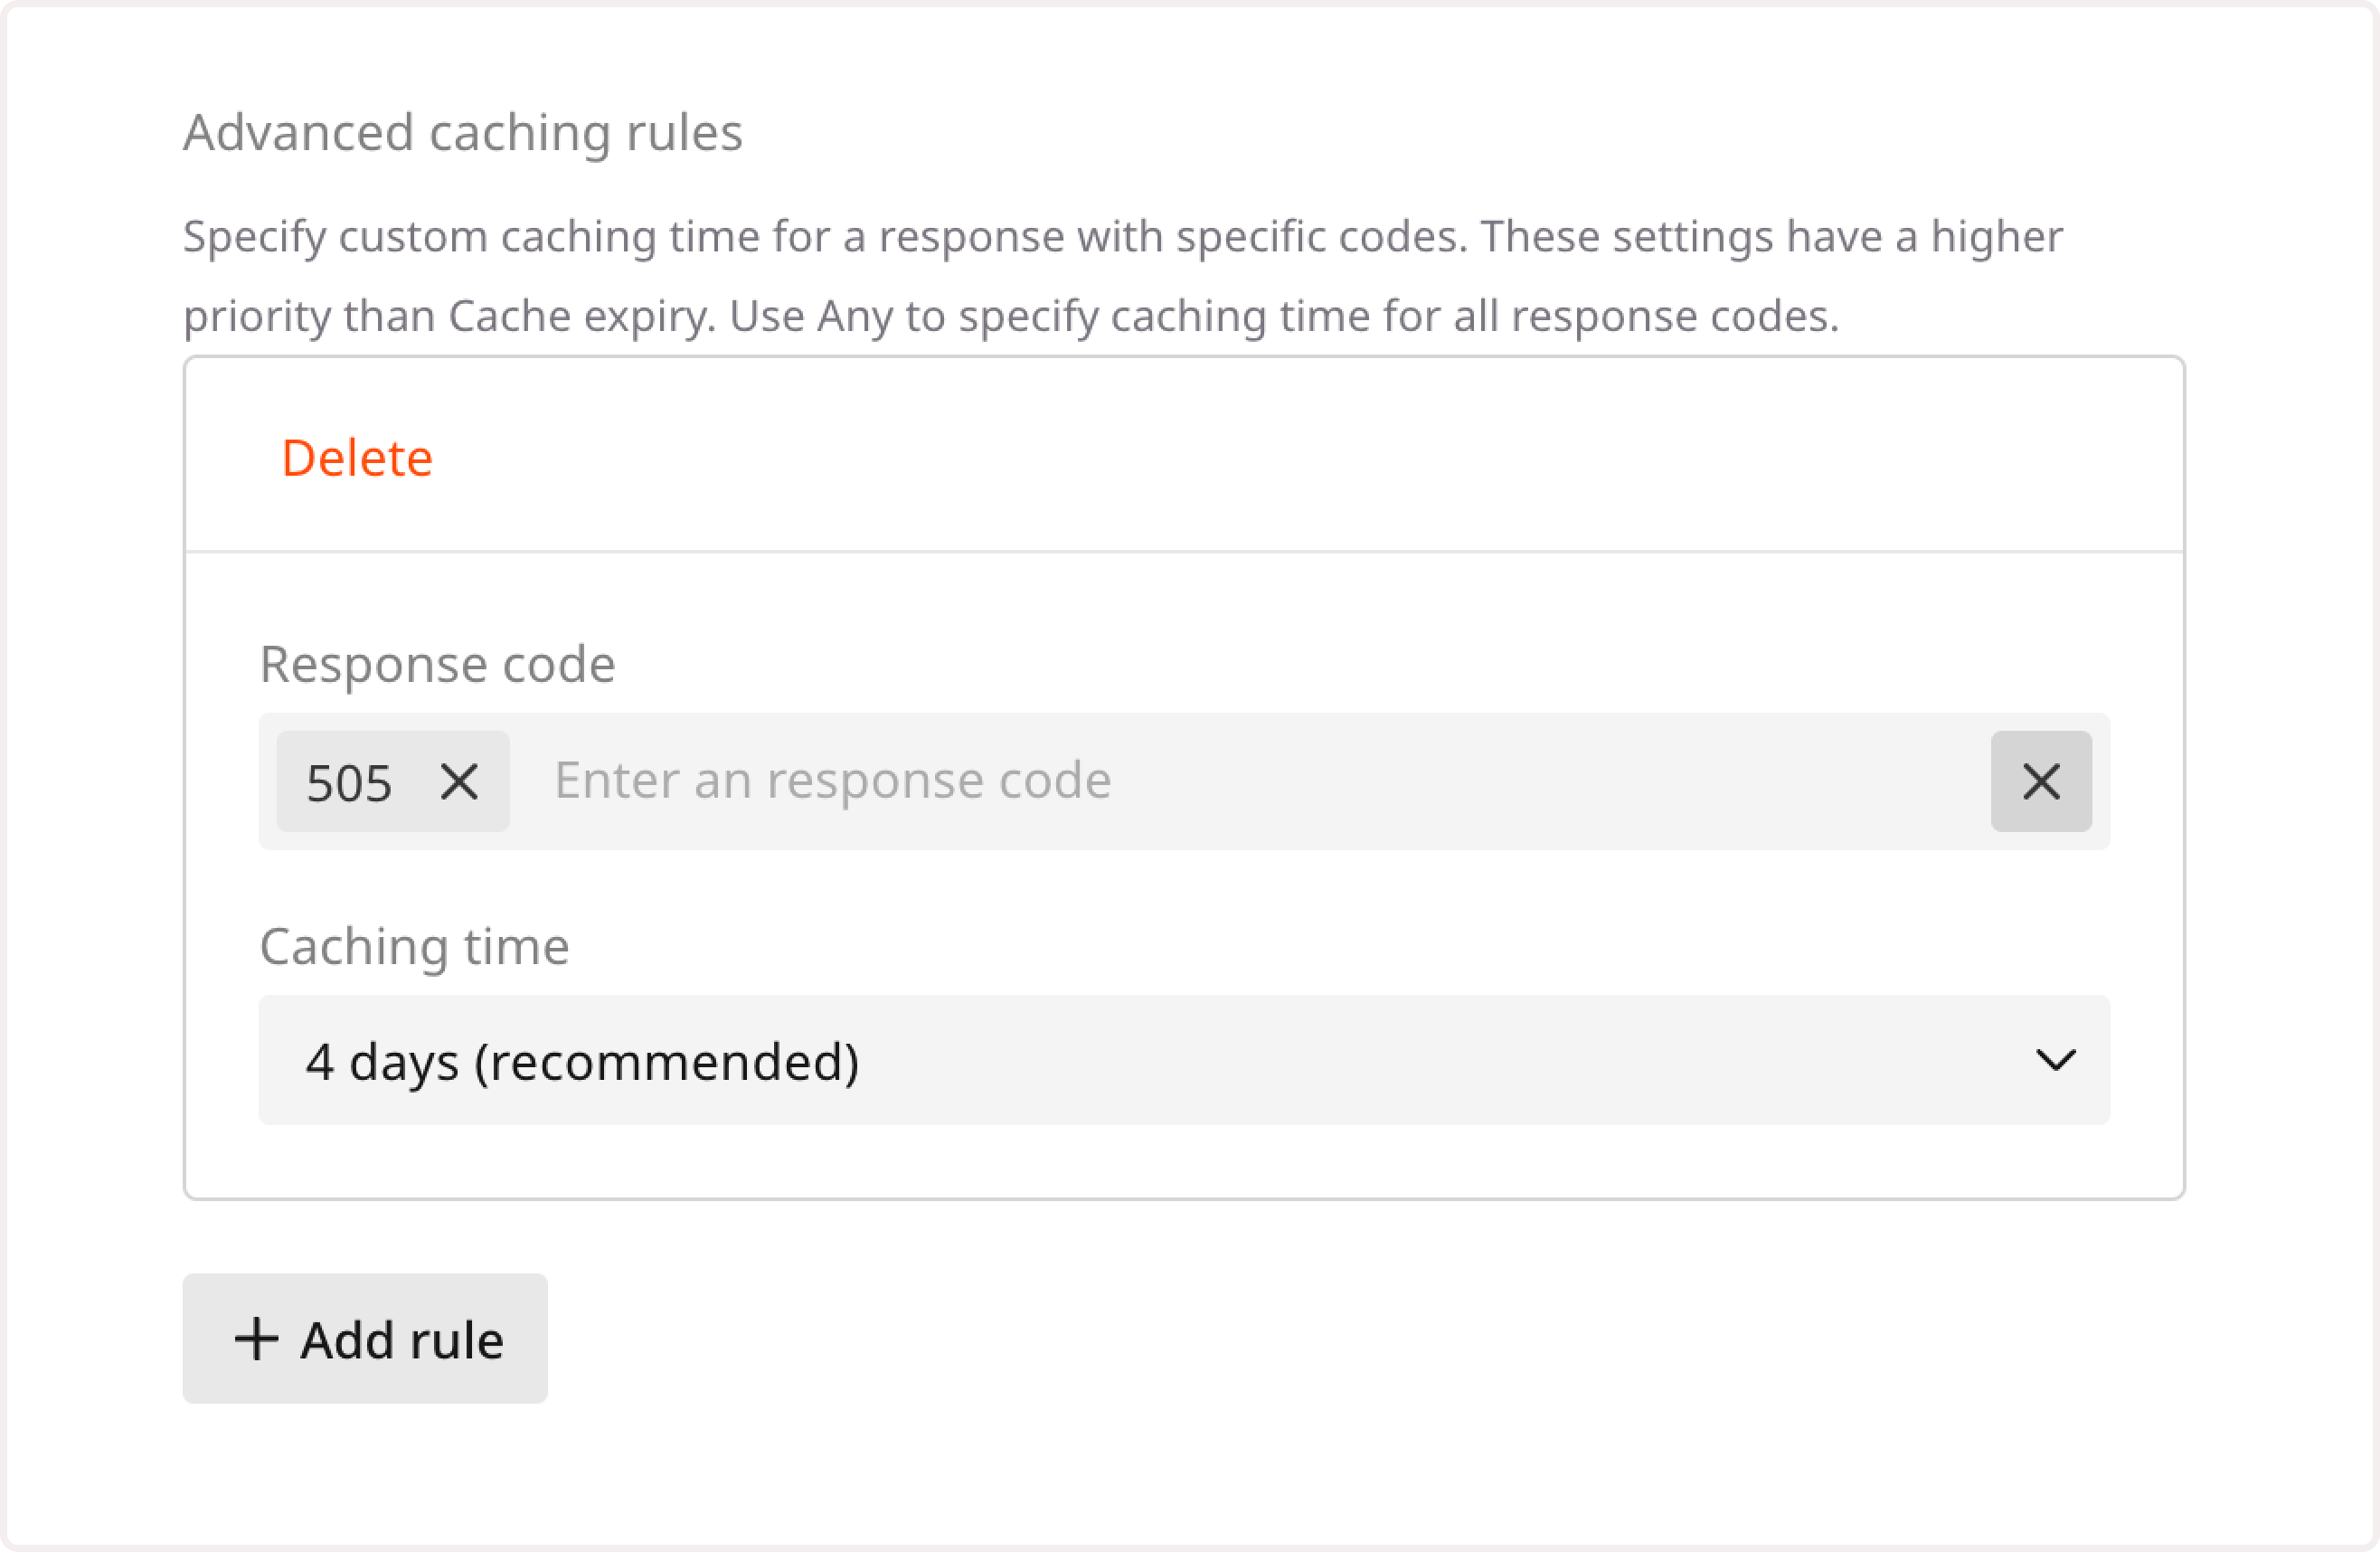 Advanced caching rules
Specify custom caching time for a response with specific codes. These settings have a higher
priority than Cache expiry. Use Any to specify caching time for all response codes.
Delete
Response code
505 Enter an response code
Caching time
4 days (recommended)
Add rule